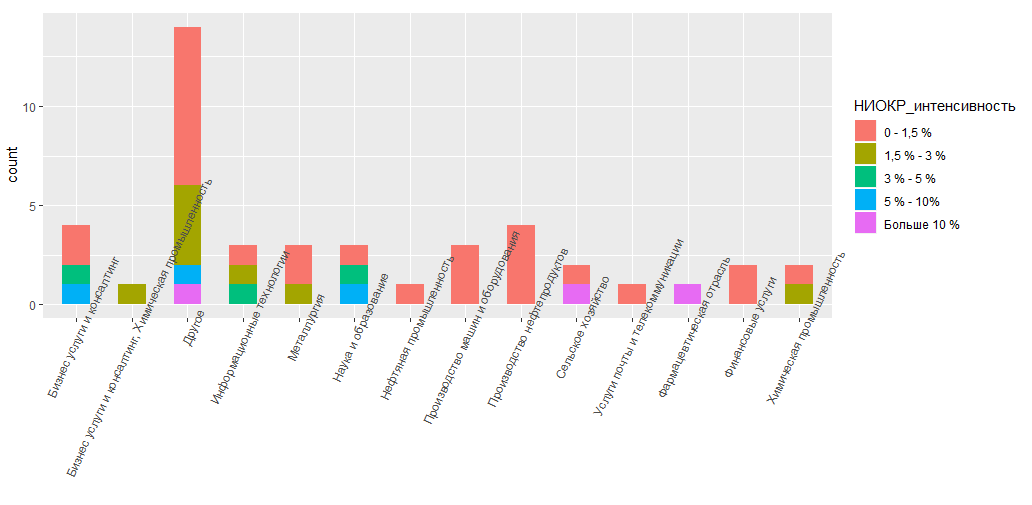 count
10
5
0
Бизнес услуги и консалтинг
Бизнес услуги и консалтинг, Химическая промышленность
Другое
Информационные технологии
Металлургия
Наука и образование
Нефтяная промышленность
Производство машин и оборудования
Производство нефтепродуктов
Сельское хозяйство
Услуги почты и телекоммуникации
Фармацевтическая отрасль
Финансовые услуги
Химическая промышленность
НИОКР_интенсивность
0 - 1,5 %
1,5 % - 3 %
3 % - 5 %
5 % - 10%
Больше 10 %